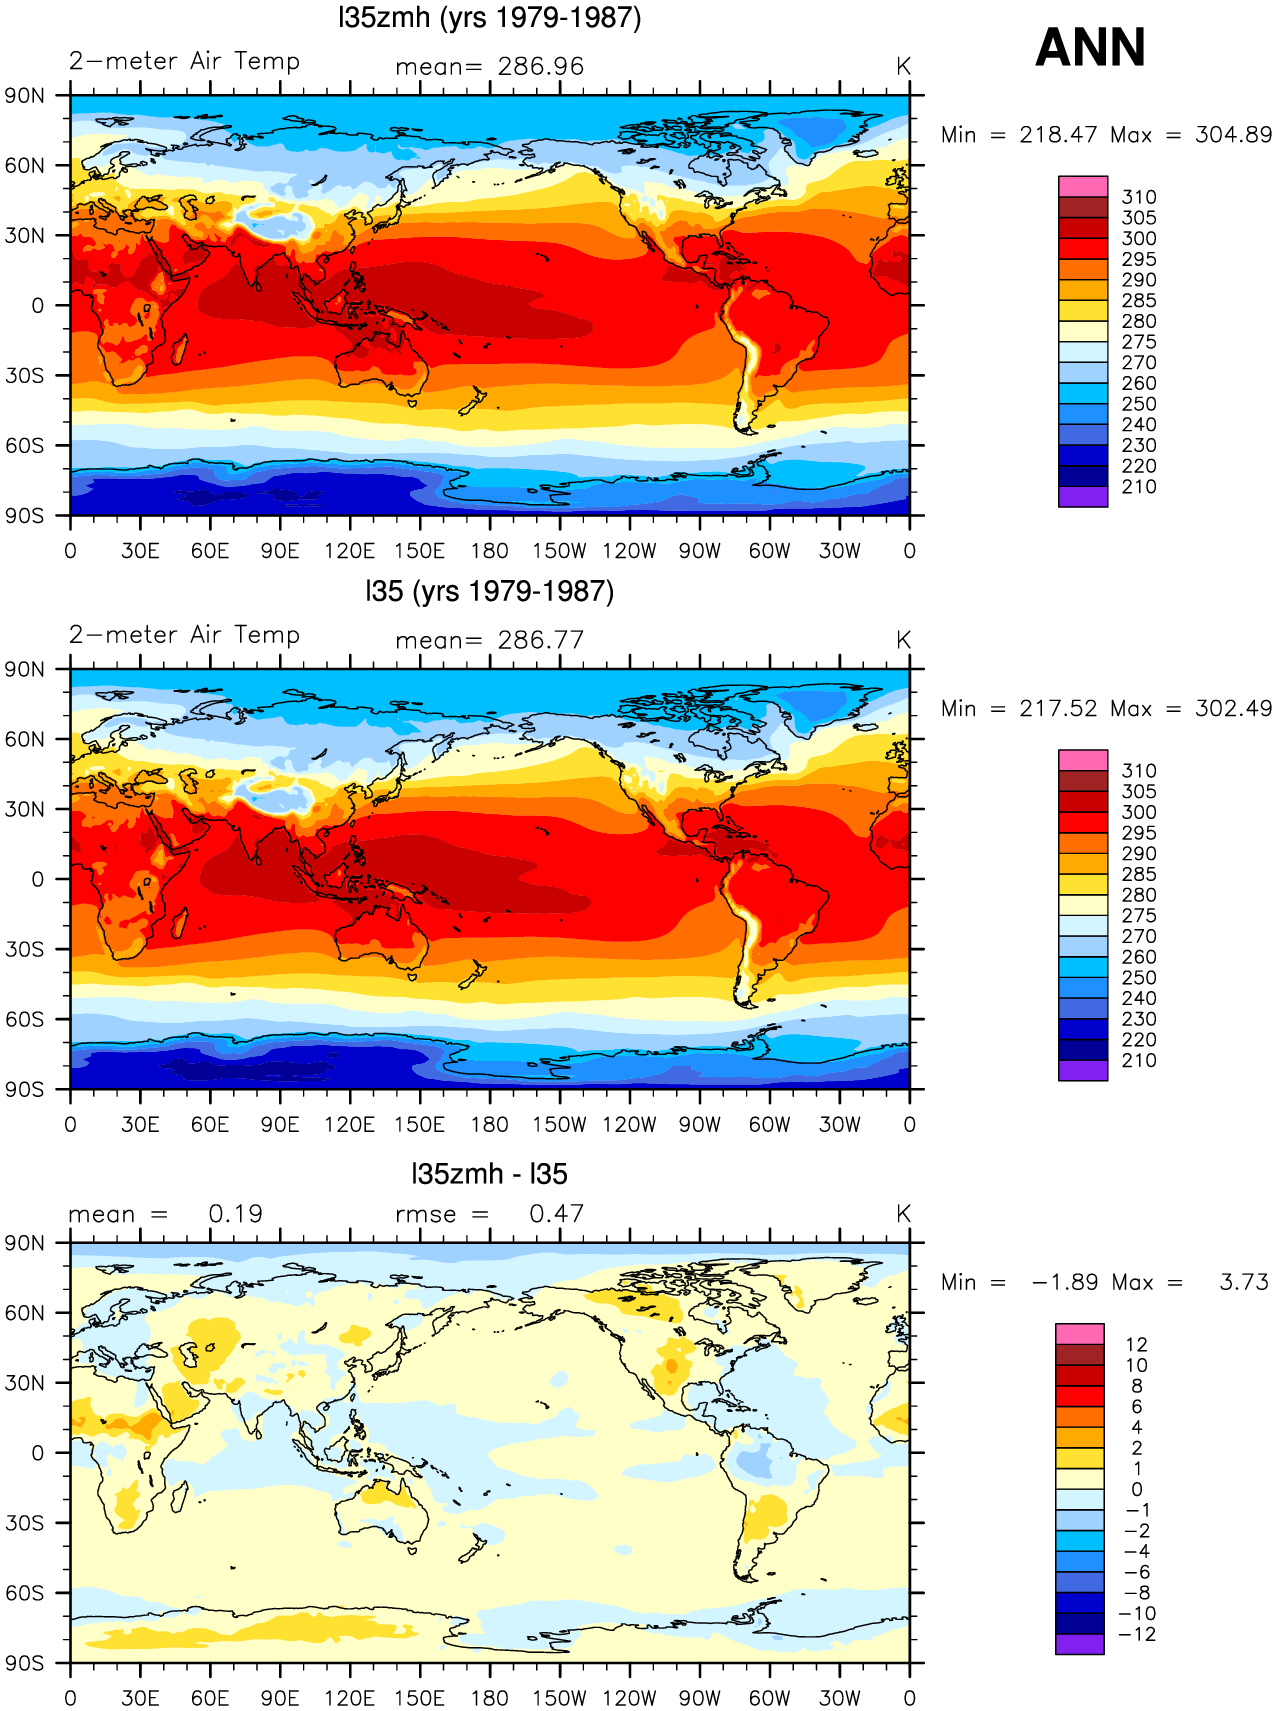 l35zmh (yrs 1979-1987)
ANN
2-meter Air Temp mean= 286.96 K
Min = 218.47 Max = 304.89
90N
60N
30N
0
30S
60S
90S
0 30E 60E 90E 120E 150E 180 150W 120W 90W 60W 30W 0
310
305
300
295
290
285
280
275
270
260
250
240
230
220
210
l35 (yrs 1979-1987)
2-meter Air Temp mean= 286.77
Min = 217.52 Max = 302.49
90N
60N
30N
0
30S
60S
90S
0 30E 60E 90E 120E 150E 180 150W 120W 90W 60W 30W 0
310
305
300
295
290
285
280
275
270
260
250
240
230
220
210
l35zmh - l35
mean = 0.19 rmse = 0.47 K
Min = -1.89 Max = 3.73
90N
60N
30N
0
30S
60S
90S
0 30E 60E 90E 120E 150E 180 150W 120W 90W 60W 30W 0
12
10
8
6
4
2
1
0
-1
-2
-4
-6
-8
-10
-12